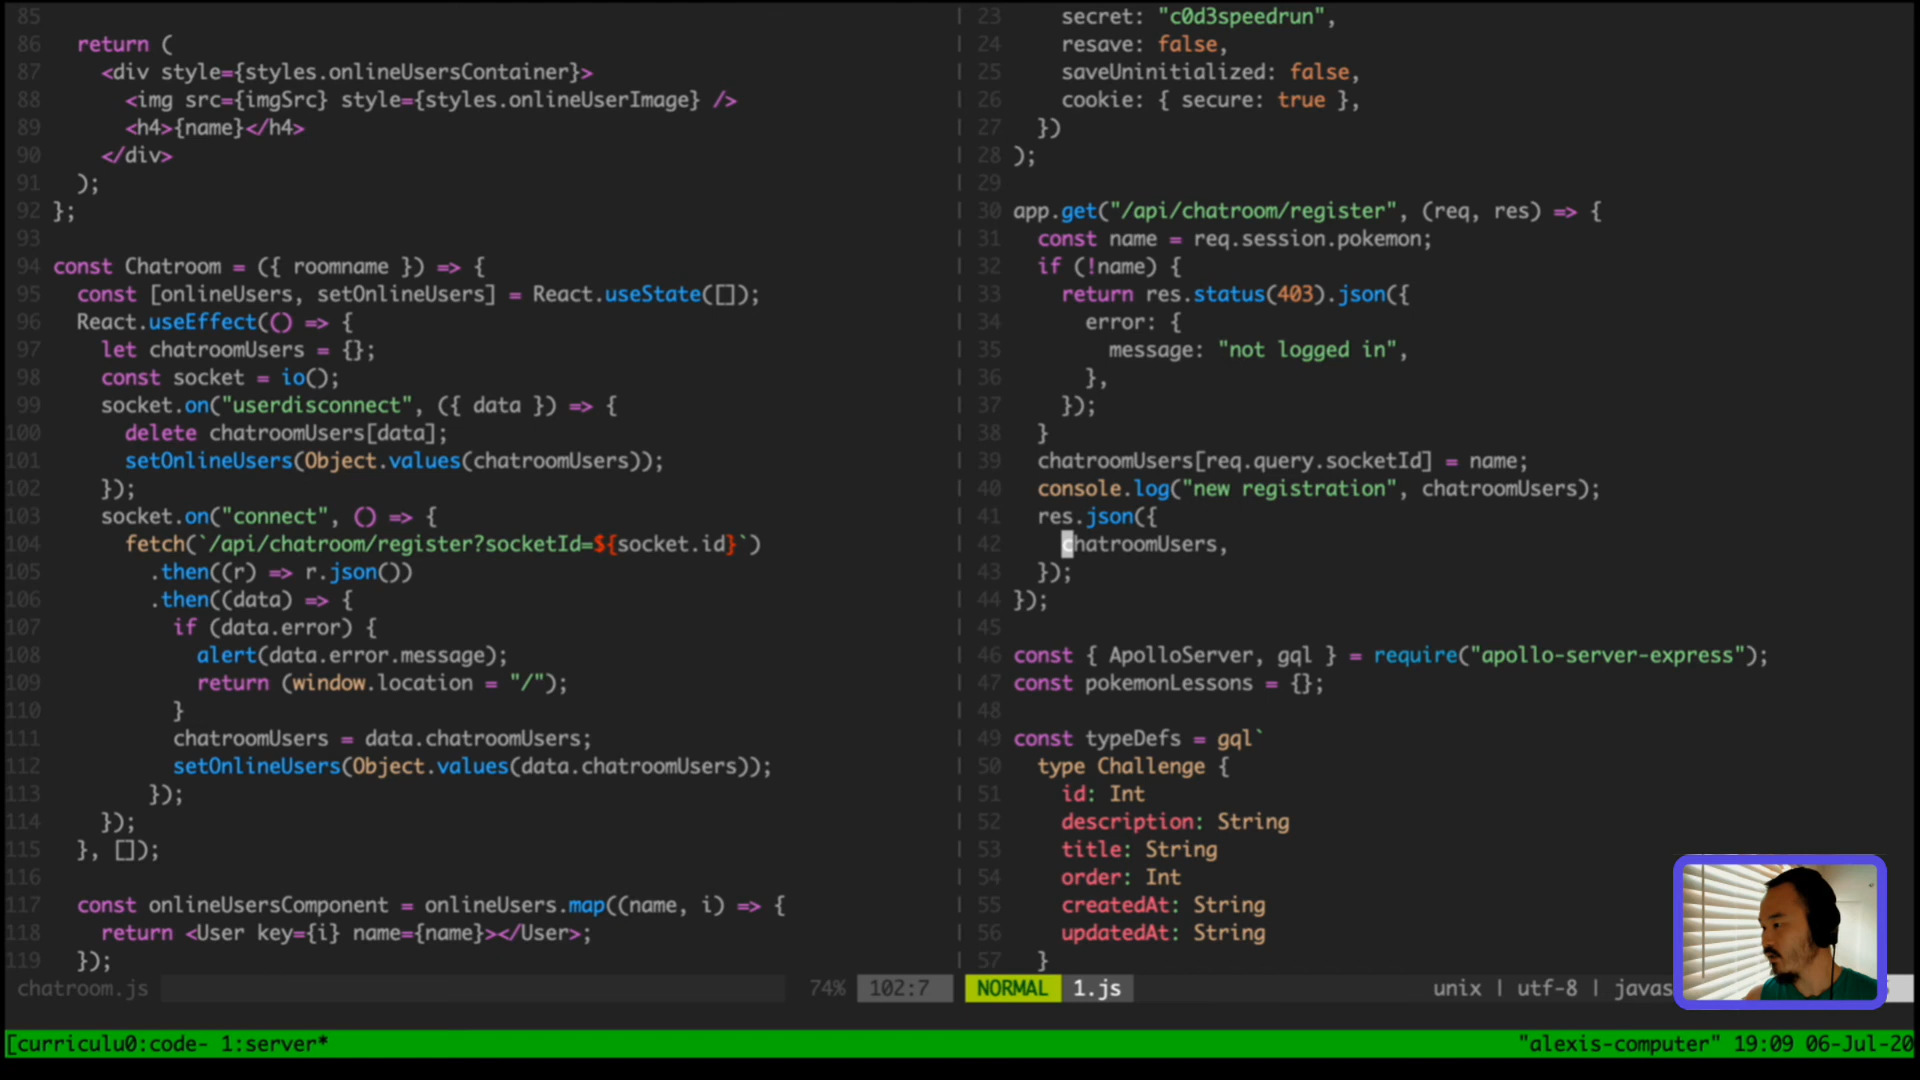 85
86   return (
87     <div style={styles.onlineUsersContainer}>
88       <img src={imgSrc} style={styles.onlineUserImage} />
89       <h4>{name}</h4>
90     </div>
91   );
92 };
93
94 const Chatroom = ({ roomname }) => {
95   const [onlineUsers, setOnlineUsers] = React.useState([]);
96   React.useEffect(() => {
97     let chatroomUsers = {};
98     const socket = io();
99     socket.on("userdisconnect", ({ data }) => {
100       delete chatroomUsers[data];
101       setOnlineUsers(Object.values(chatroomUsers));
102     });
103     socket.on("connect", () => {
104       fetch(`/api/chatroom/register?socketId=${socket.id}`)
105         .then((r) => r.json())
106         .then((data) => {
107           if (data.error) {
108             alert(data.error.message);
109             return (window.location = "/");
110           }
111           chatroomUsers = data.chatroomUsers;
112           setOnlineUsers(Object.values(data.chatroomUsers));
113         });
114     });
115   }, []);
116
117   const onlineUsersComponent = onlineUsers.map((name, i) => {
118     return <User key={i} name={name}></User>;
119   });
chatroom.js 74% 102:7
23     secret: "c0d3speedrun",
24     resave: false,
25     saveUninitialized: false,
26     cookie: { secure: true },
27   })
28 );
29
30 app.get("/api/chatroom/register", (req, res) => {
31   const name = req.session.pokemon;
32   if (!name) {
33     return res.status(403).json({
34       error: {
35         message: "not logged in",
36       },
37     });
38   }
39   chatroomUsers[req.query.socketId] = name;
40   console.log("new registration", chatroomUsers);
41   res.json({
42     chatroomUsers,
43   });
44 });
45
46 const { ApolloServer, gql } = require("apollo-server-express");
47 const pokemonLessons = {};
48
49 const typeDefs = gql`
50   type Challenge {
51     id: Int
52     description: String
53     title: String
54     order: Int
55     createdAt: String
56     updatedAt: String
57   }
NORMAL 1.js unix | utf-8 | javas
[curriculu0:code- 1:server* "alexis-computer" 19:09 06-Jul-20